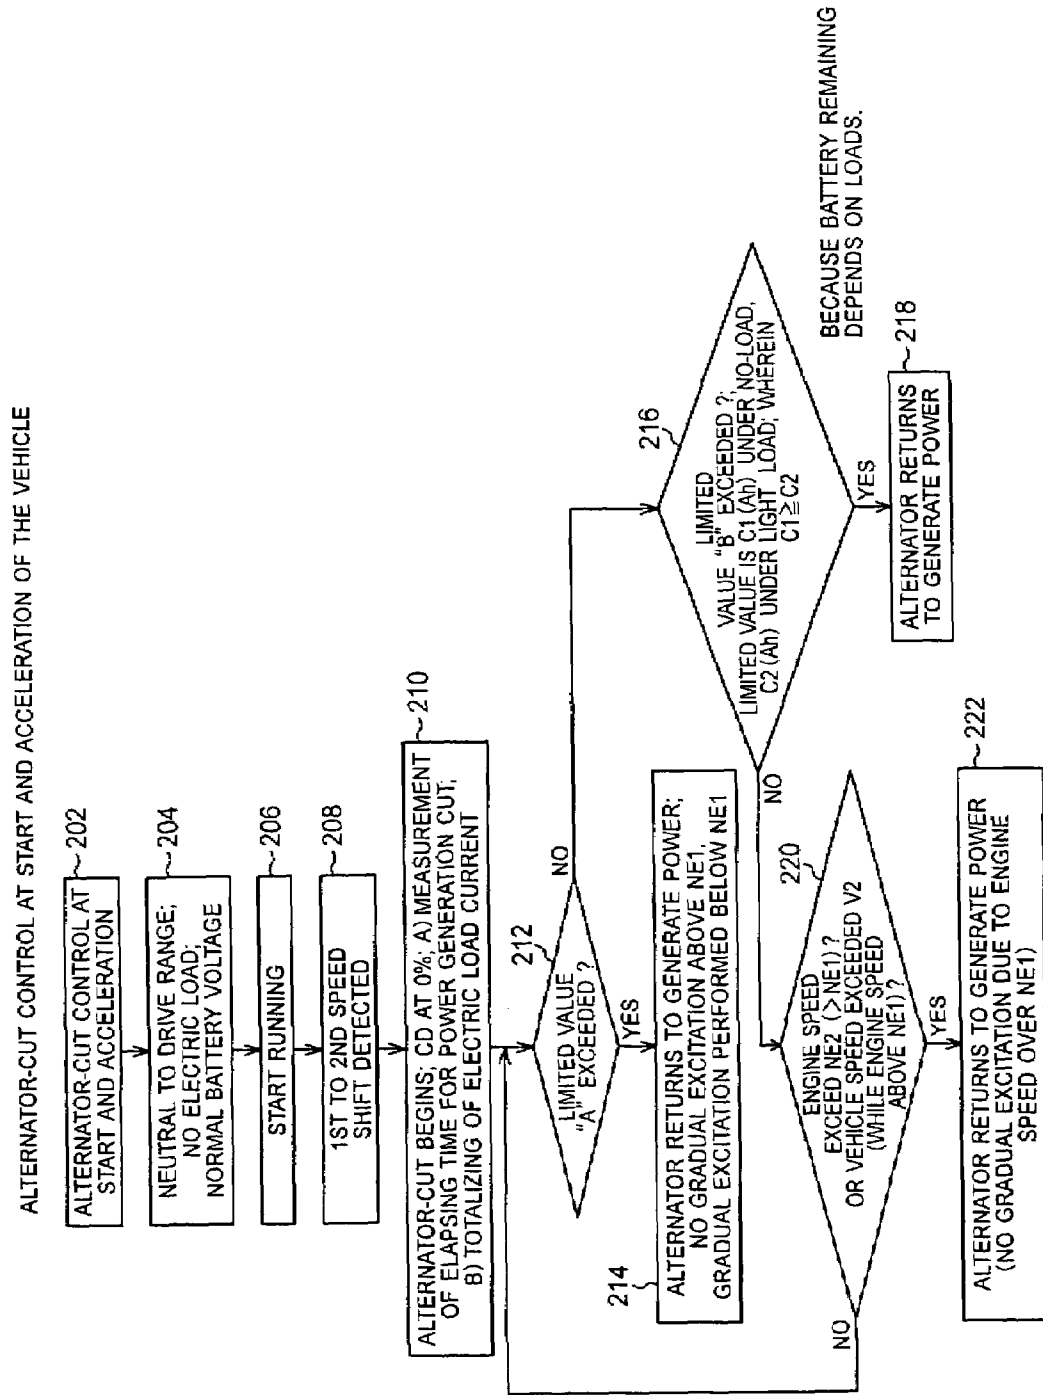 ALTERNATOR-CUT CONTROL AT START AND ACCELERATION OF THE VEHICLE
202
ALTERNATOR-CUT CONTROL AT
START AND ACCELERATION
204
NEUTRAL TO DRIVE RANGE;
NO ELECTRIC LOAD;
NORMAL BATTERY VOLTAGE
206
START RUNNING
208
1ST TO 2ND SPEED
SHIFT DETECTED
210
ALTERNATOR-CUT BEGINS; CD AT 0%; A) MEASUREMENT
OF ELAPSING TIME FOR POWER GENERATION CUT;
B) TOTALIZING OF ELECTRIC LOAD CURRENT
212
LIMITED VALUE
"A" EXCEEDED ?
NO
YES
214
ALTERNATOR RETURNS TO GENERATE POWER;
NO GRADUAL EXCITATION ABOVE NE1,
GRADUAL EXCITATION PERFORMED BELOW NE1
216
LIMITED
VALUE "B" EXCEEDED ?;
LIMITED VALUE IS C1 (Ah) UNDER NO-LOAD,
C2 (Ah) UNDER LIGHT LOAD; WHEREIN
C1≧C2
NO
YES
BECAUSE BATTERY REMAINING
DEPENDS ON LOADS.
218
ALTERNATOR RETURNS
TO GENERATE POWER
220
ENGINE SPEED
EXCEED NE2 (>NE1) ?
OR VEHICLE SPEED EXCEEDED V2
(WHILE ENGINE SPEED
ABOVE NE1) ?
NO
YES
222
ALTERNATOR RETURNS TO GENERATE POWER
(NO GRADUAL EXCITATION DUE TO ENGINE
SPEED OVER NE1)